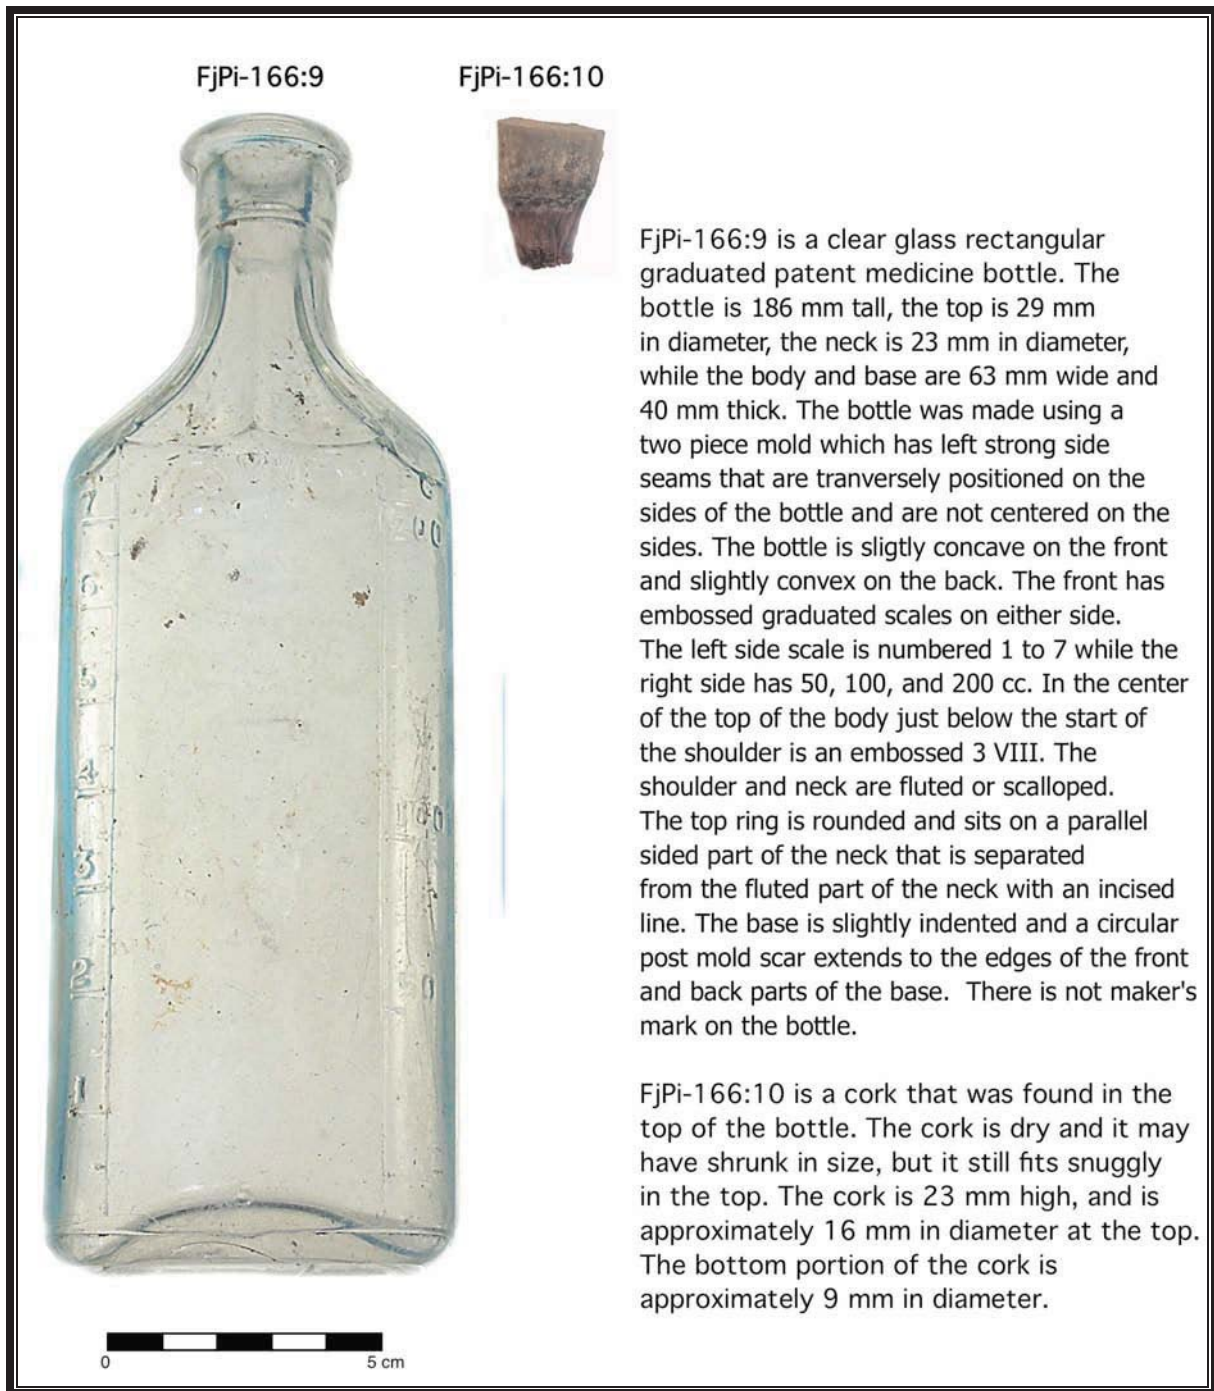 FjPi-166:9
FjPi-166:10
FjPi-166:9 is a clear glass rectangular
graduated patent medicine bottle. The
bottle is 186 mm tall, the top is 29 mm
in diameter, the neck is 23 mm in diameter,
while the body and base are 63 mm wide and
40 mm thick. The bottle was made using a
two piece mold which has left strong side
seams that are tranversely positioned on the
sides of the bottle and are not centered on the
sides. The bottle is sligtly concave on the front
and slightly convex on the back. The front has
embossed graduated scales on either side.
The left side scale is numbered 1 to 7 while the
right side has 50, 100, and 200 cc. In the center
of the top of the body just below the start of
the shoulder is an embossed 3 VIII. The
shoulder and neck are fluted or scalloped.
The top ring is rounded and sits on a parallel
sided part of the neck that is separated
from the fluted part of the neck with an incised
line. The base is slightly indented and a circular
post mold scar extends to the edges of the front
and back parts of the base.  There is not maker's
mark on the bottle.
FjPi-166:10 is a cork that was found in the
top of the bottle. The cork is dry and it may
have shrunk in size, but it still fits snuggly
in the top. The cork is 23 mm high, and is
approximately 16 mm in diameter at the top.
The bottom portion of the cork is
approximately 9 mm in diameter.
7
6
5
4
3
2
1
200
100
50
0
5 cm